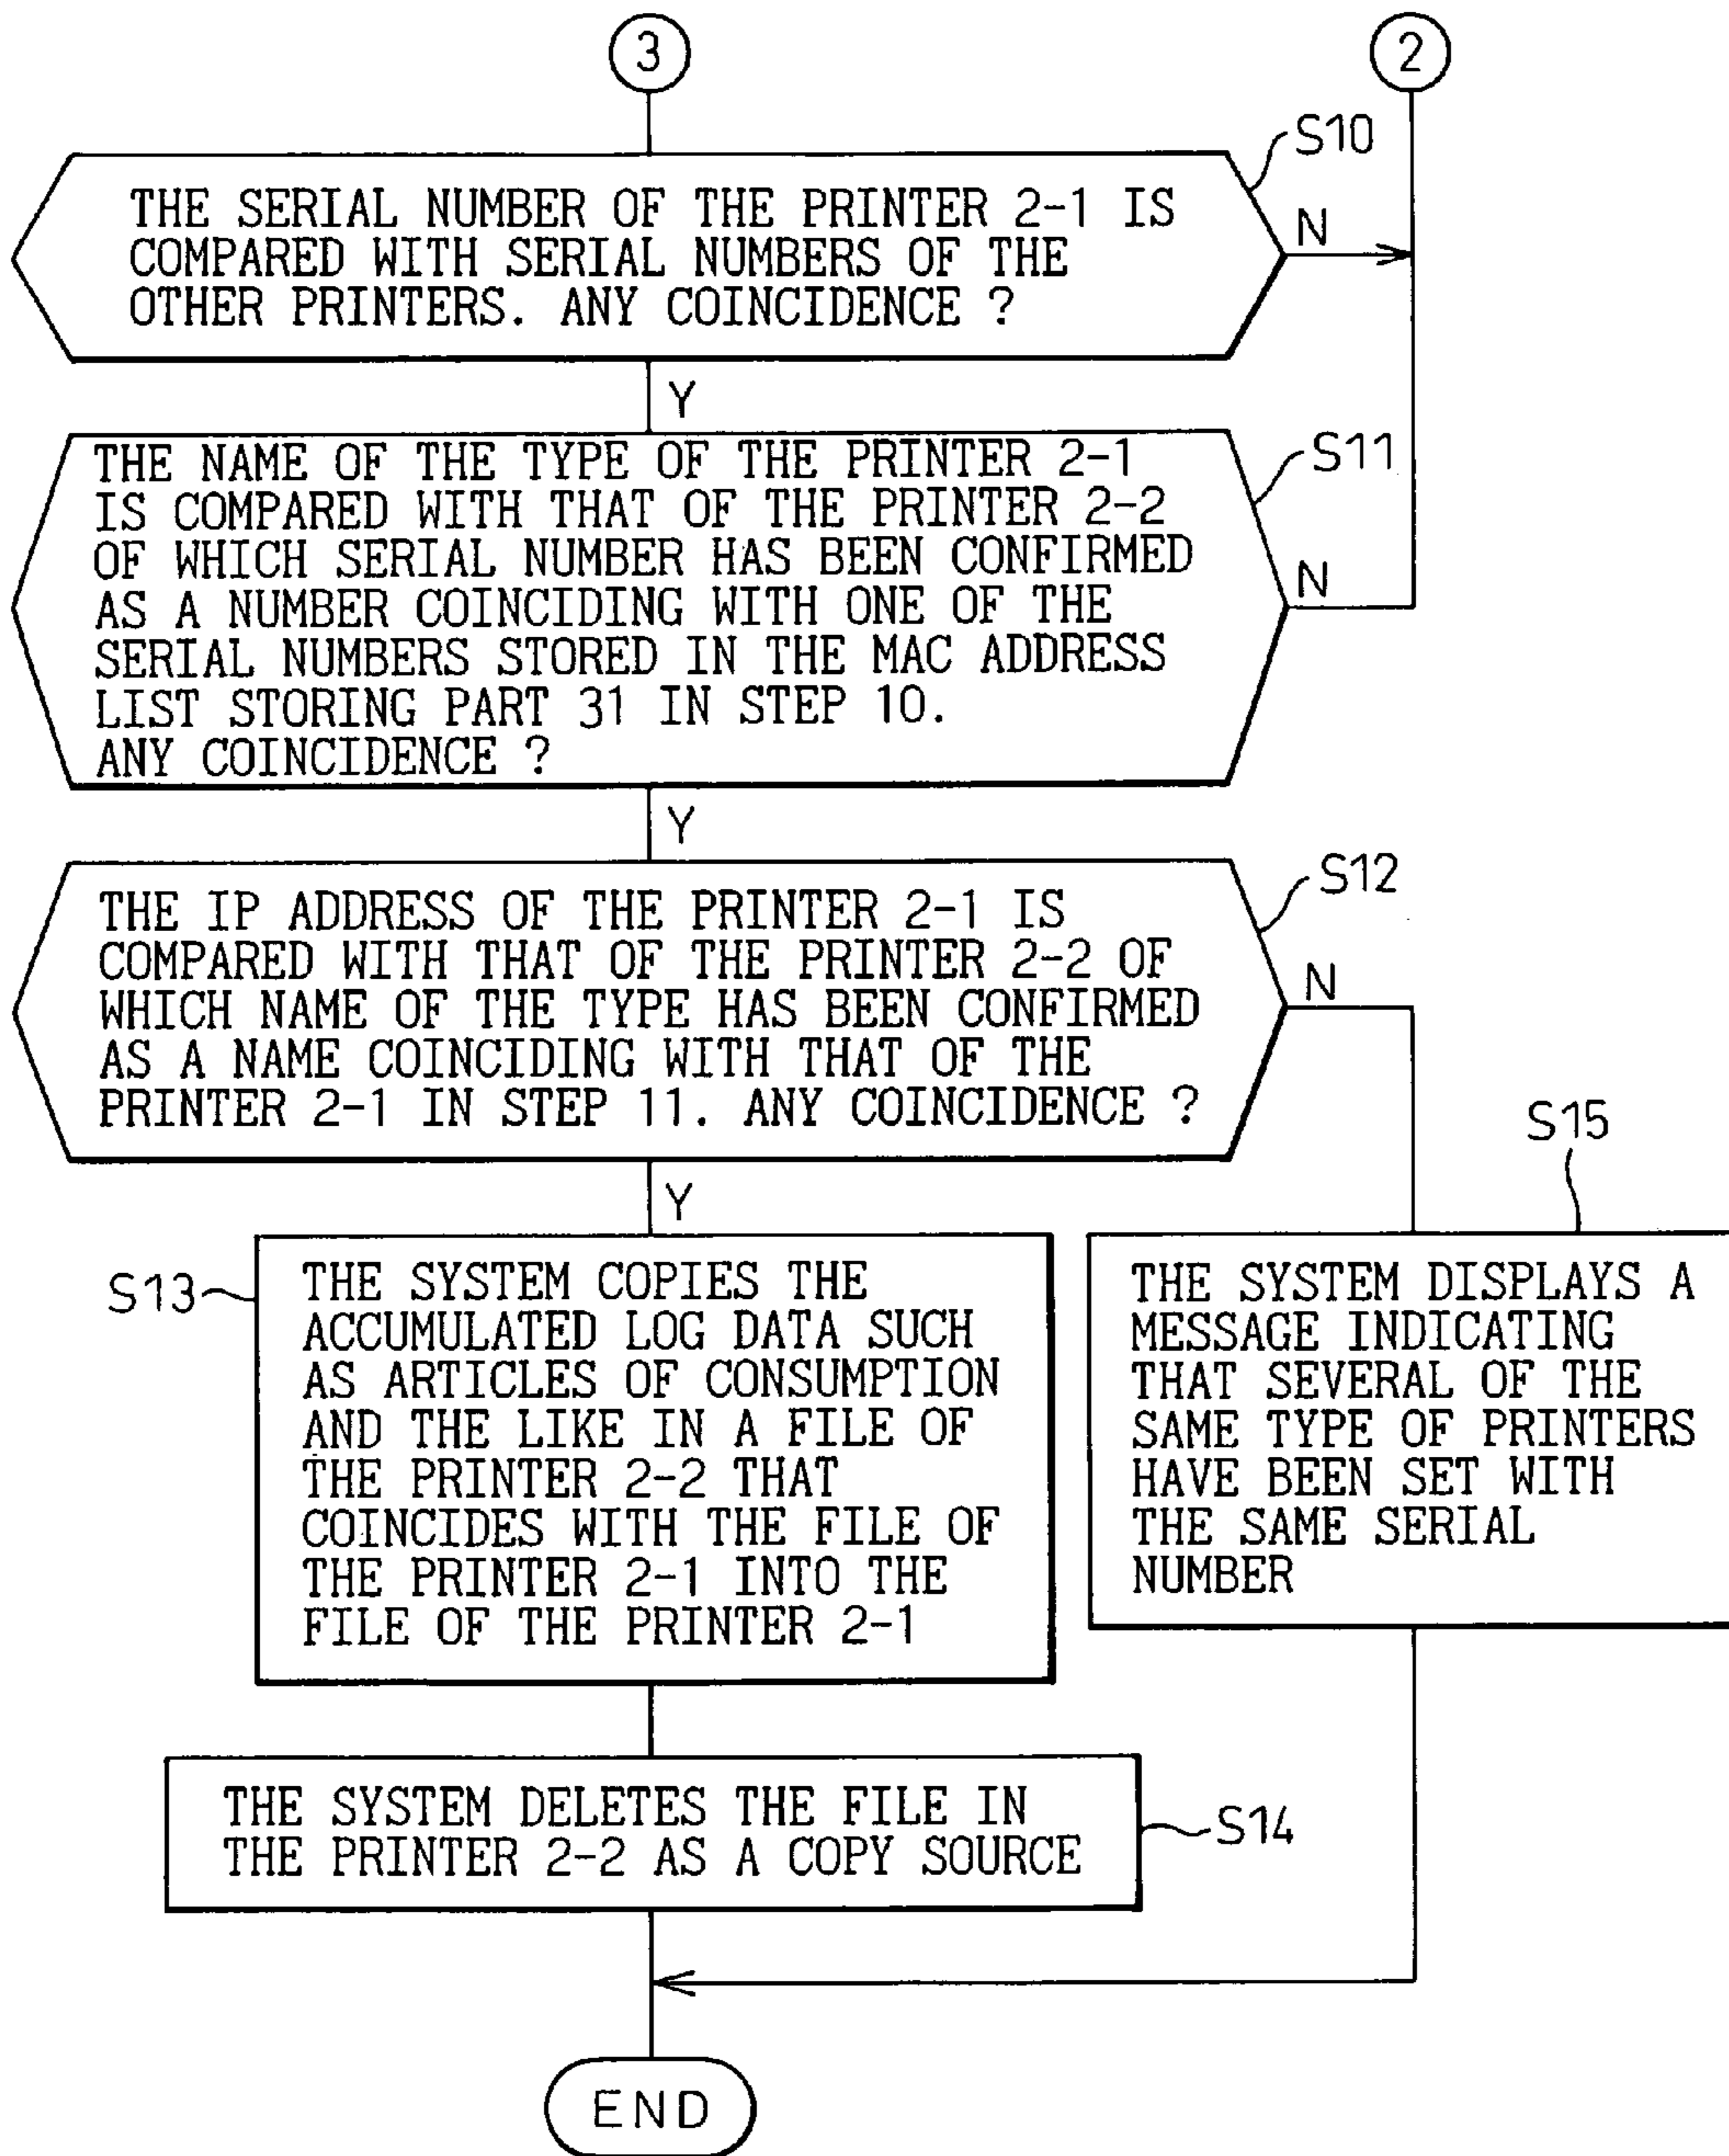 3
2
S10
THE SERIAL NUMBER OF THE PRINTER 2-1 IS
COMPARED WITH SERIAL NUMBERS OF THE
OTHER PRINTERS. ANY COINCIDENCE ?
N
Y
S11
THE NAME OF THE TYPE OF THE PRINTER 2-1
IS COMPARED WITH THAT OF THE PRINTER 2-2
OF WHICH SERIAL NUMBER HAS BEEN CONFIRMED
AS A NUMBER COINCIDING WITH ONE OF THE
SERIAL NUMBERS STORED IN THE MAC ADDRESS
LIST STORING PART 31 IN STEP 10.
ANY COINCIDENCE ?
N
Y
S12
THE IP ADDRESS OF THE PRINTER 2-1 IS
COMPARED WITH THAT OF THE PRINTER 2-2 OF
WHICH NAME OF THE TYPE HAS BEEN CONFIRMED
AS A NAME COINCIDING WITH THAT OF THE
PRINTER 2-1 IN STEP 11. ANY COINCIDENCE ?
N
Y
S13
THE SYSTEM COPIES THE
ACCUMULATED LOG DATA SUCH
AS ARTICLES OF CONSUMPTION
AND THE LIKE IN A FILE OF
THE PRINTER 2-2 THAT
COINCIDES WITH THE FILE OF
THE PRINTER 2-1 INTO THE
FILE OF THE PRINTER 2-1
S15
THE SYSTEM DISPLAYS A
MESSAGE INDICATING
THAT SEVERAL OF THE
SAME TYPE OF PRINTERS
HAVE BEEN SET WITH
THE SAME SERIAL
NUMBER
THE SYSTEM DELETES THE FILE IN
THE PRINTER 2-2 AS A COPY SOURCE
S14
END